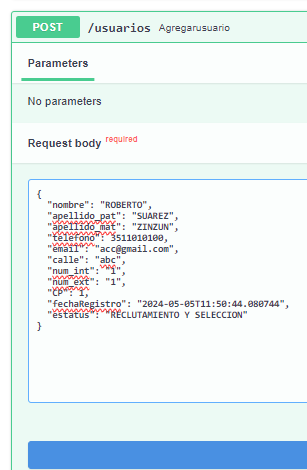 POST /usuarios Agregarusuario
Parameters
No parameters
Request body required
{
"nombre": "ROBERTO",
"apellido_pat": "SUAREZ",
"apellido_mat": "ZINZUN",
"telefono": 3511010100,
"email": "acc@gmail.com",
"calle": "abc",
"num_int": "1",
"num_ext": "1",
"CP": 1,
"fechaRegistro": "2024-05-05T11:50:44.080744",
"estatus": "RECLUTAMIENTO Y SELECCION"
}